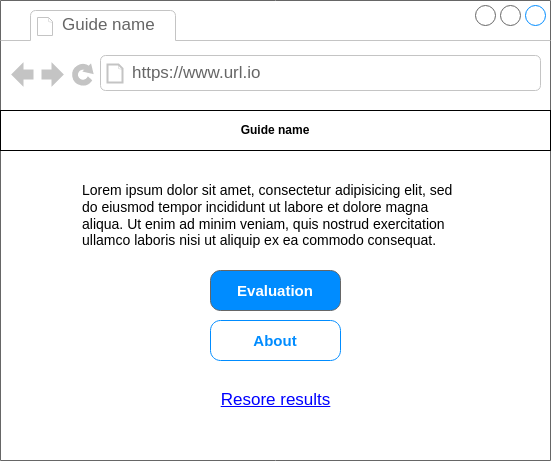 Guide name
https://www.url.io
Guide name
Lorem ipsum dolor sit amet, consectetur adipisicing elit, sed
do eiusmod tempor incididunt ut labore et dolore magna
aliqua. Ut enim ad minim veniam, quis nostrud exercitation
ullamco laboris nisi ut aliquip ex ea commodo consequat.
Evaluation
About
Resore results